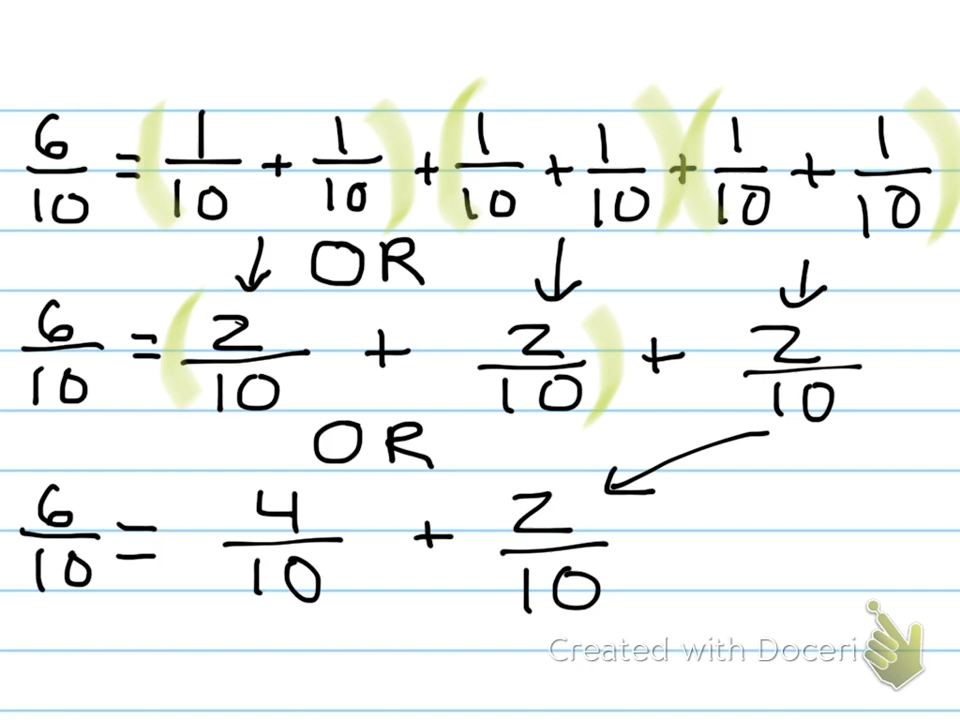 6/10 = (1/10 + 1/10) + (1/10 + 1/10) + (1/10 + 1/10)
OR
6/10 = (2/10 + 2/10) + 2/10
OR
6/10 = 4/10 + 2/10
Created with Doceri